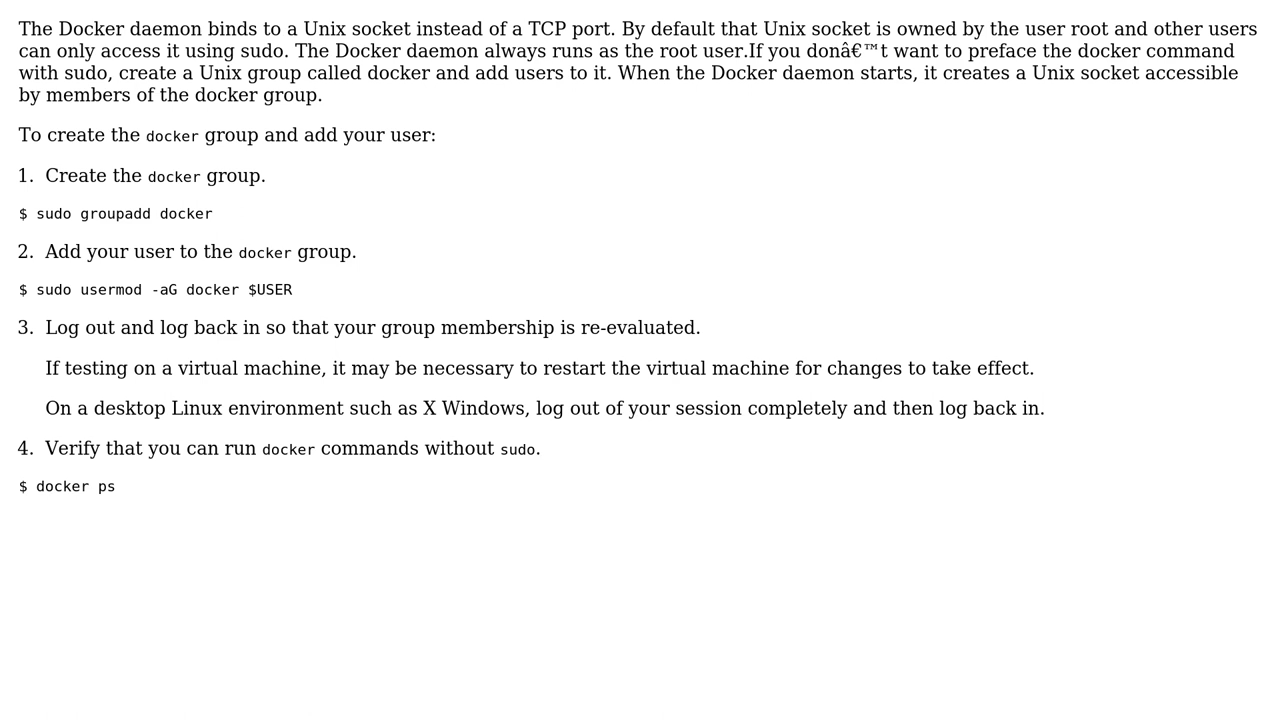 The Docker daemon binds to a Unix socket instead of a TCP port. By default that Unix socket is owned by the user root and other users
can only access it using sudo. The Docker daemon always runs as the root user.If you donâ€™t want to preface the docker command
with sudo, create a Unix group called docker and add users to it. When the Docker daemon starts, it creates a Unix socket accessible
by members of the docker group.
To create the docker group and add your user:
1. Create the docker group.
$ sudo groupadd docker
2. Add your user to the docker group.
$ sudo usermod -aG docker $USER
3. Log out and log back in so that your group membership is re-evaluated.
If testing on a virtual machine, it may be necessary to restart the virtual machine for changes to take effect.
On a desktop Linux environment such as X Windows, log out of your session completely and then log back in.
4. Verify that you can run docker commands without sudo.
$ docker ps